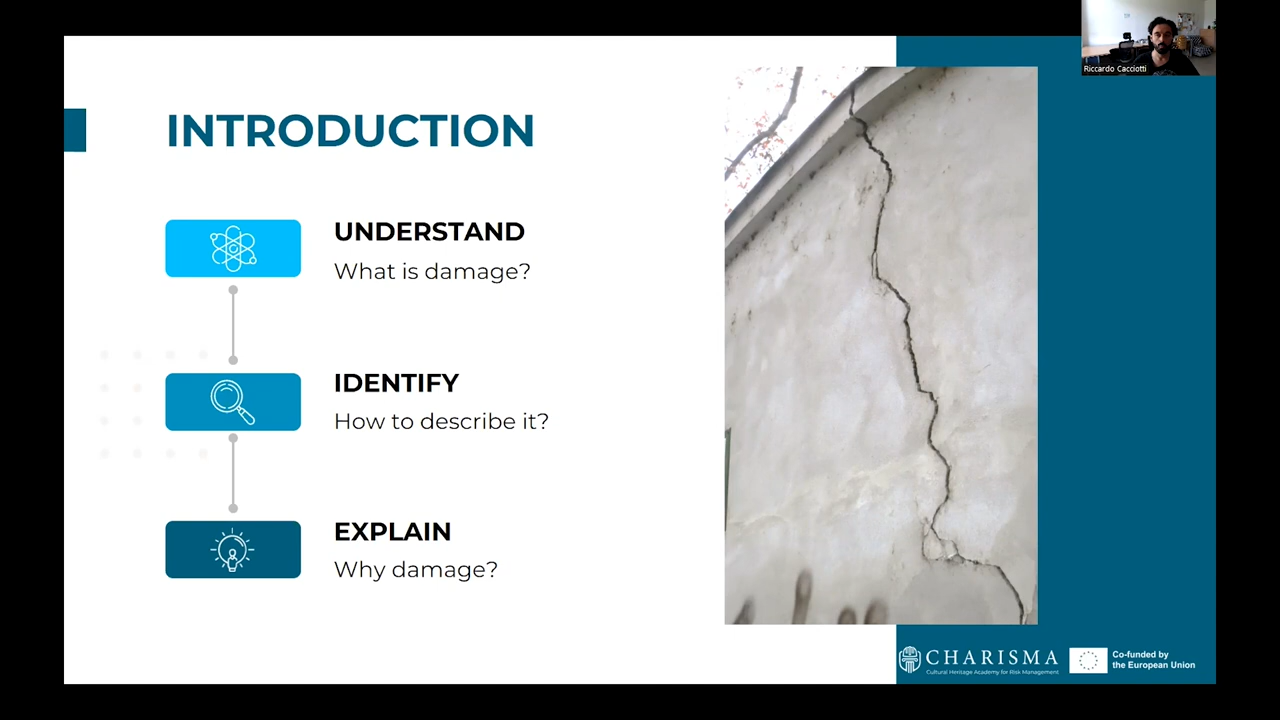 Riccardo Cacciotti
INTRODUCTION
UNDERSTAND
What is damage?
IDENTIFY
How to describe it?
EXPLAIN
Why damage?
CHARISMA
Cultural Heritage Academy for Risk Management
Co-funded by
the European Union